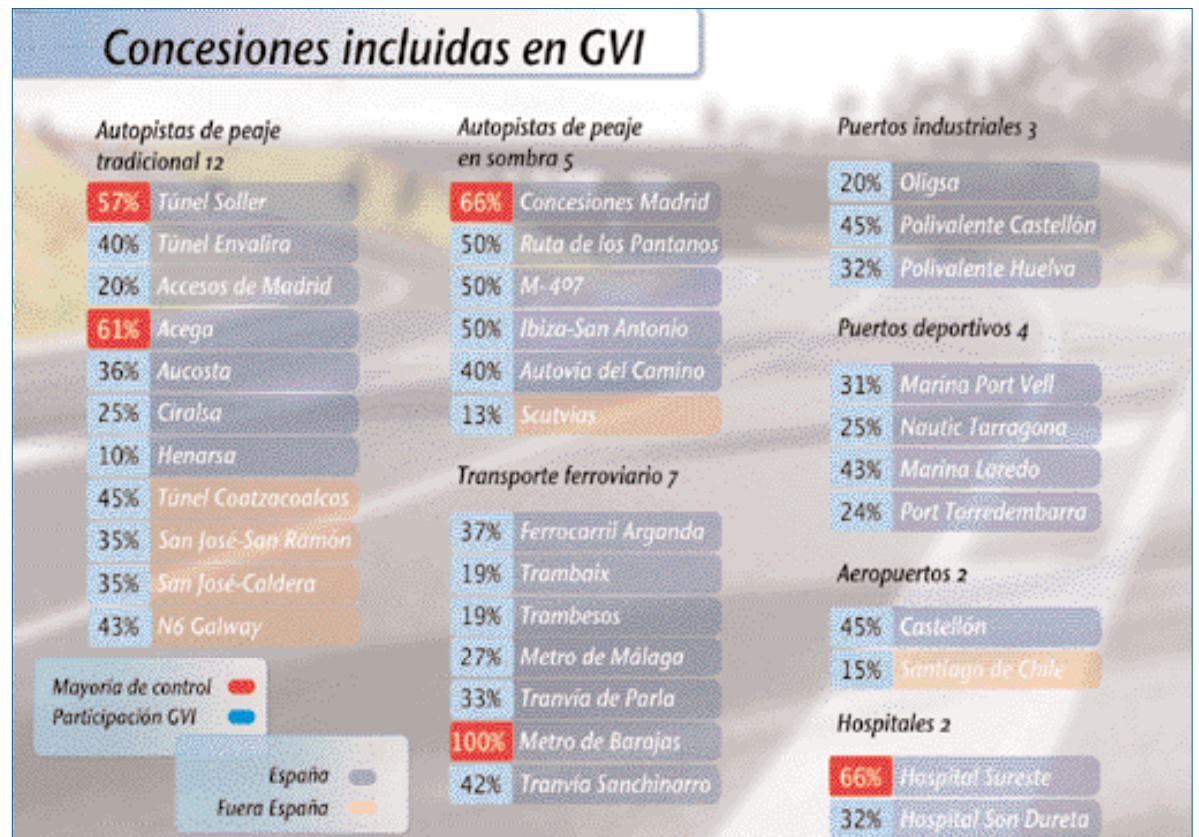 Concesiones incluidas en GVI
Autopistas de peaje
tradicional 12
57% Túnel Soller
40% Túnel Envalira
20% Accesos de Madrid
61% Acega
36% Aucosta
25% Ciralsa
10% Henarsa
45% Túnel Coatzacoalcos
35% San José-San Ramón
35% San José-Caldera
43% N6 Galway
Mayoría de control
Participación GVI
España
Fuera España
Autopistas de peaje
en sombra 5
66% Concesiones Madrid
50% Ruta de los Pantanos
50% M-407
50% Ibiza-San Antonio
40% Autovía del Camino
13% Scutvias
Transporte ferroviario 7
37% Ferrocarril Arganda
19% Trambaix
19% Trambesos
27% Metro de Málaga
33% Tranvía de Parla
100% Metro de Barajas
42% Tranvía Sanchinarro
Puertos industriales 3
20% Oligsa
45% Polivalente Castellón
32% Polivalente Huelva
Puertos deportivos 4
31% Marina Port Vell
25% Nautic Tarragona
43% Marina Laredo
24% Port Torredembarra
Aeropuertos 2
45% Castellón
15% Santiago de Chile
Hospitales 2
66% Hospital Sureste
32% Hospital Son Dureta